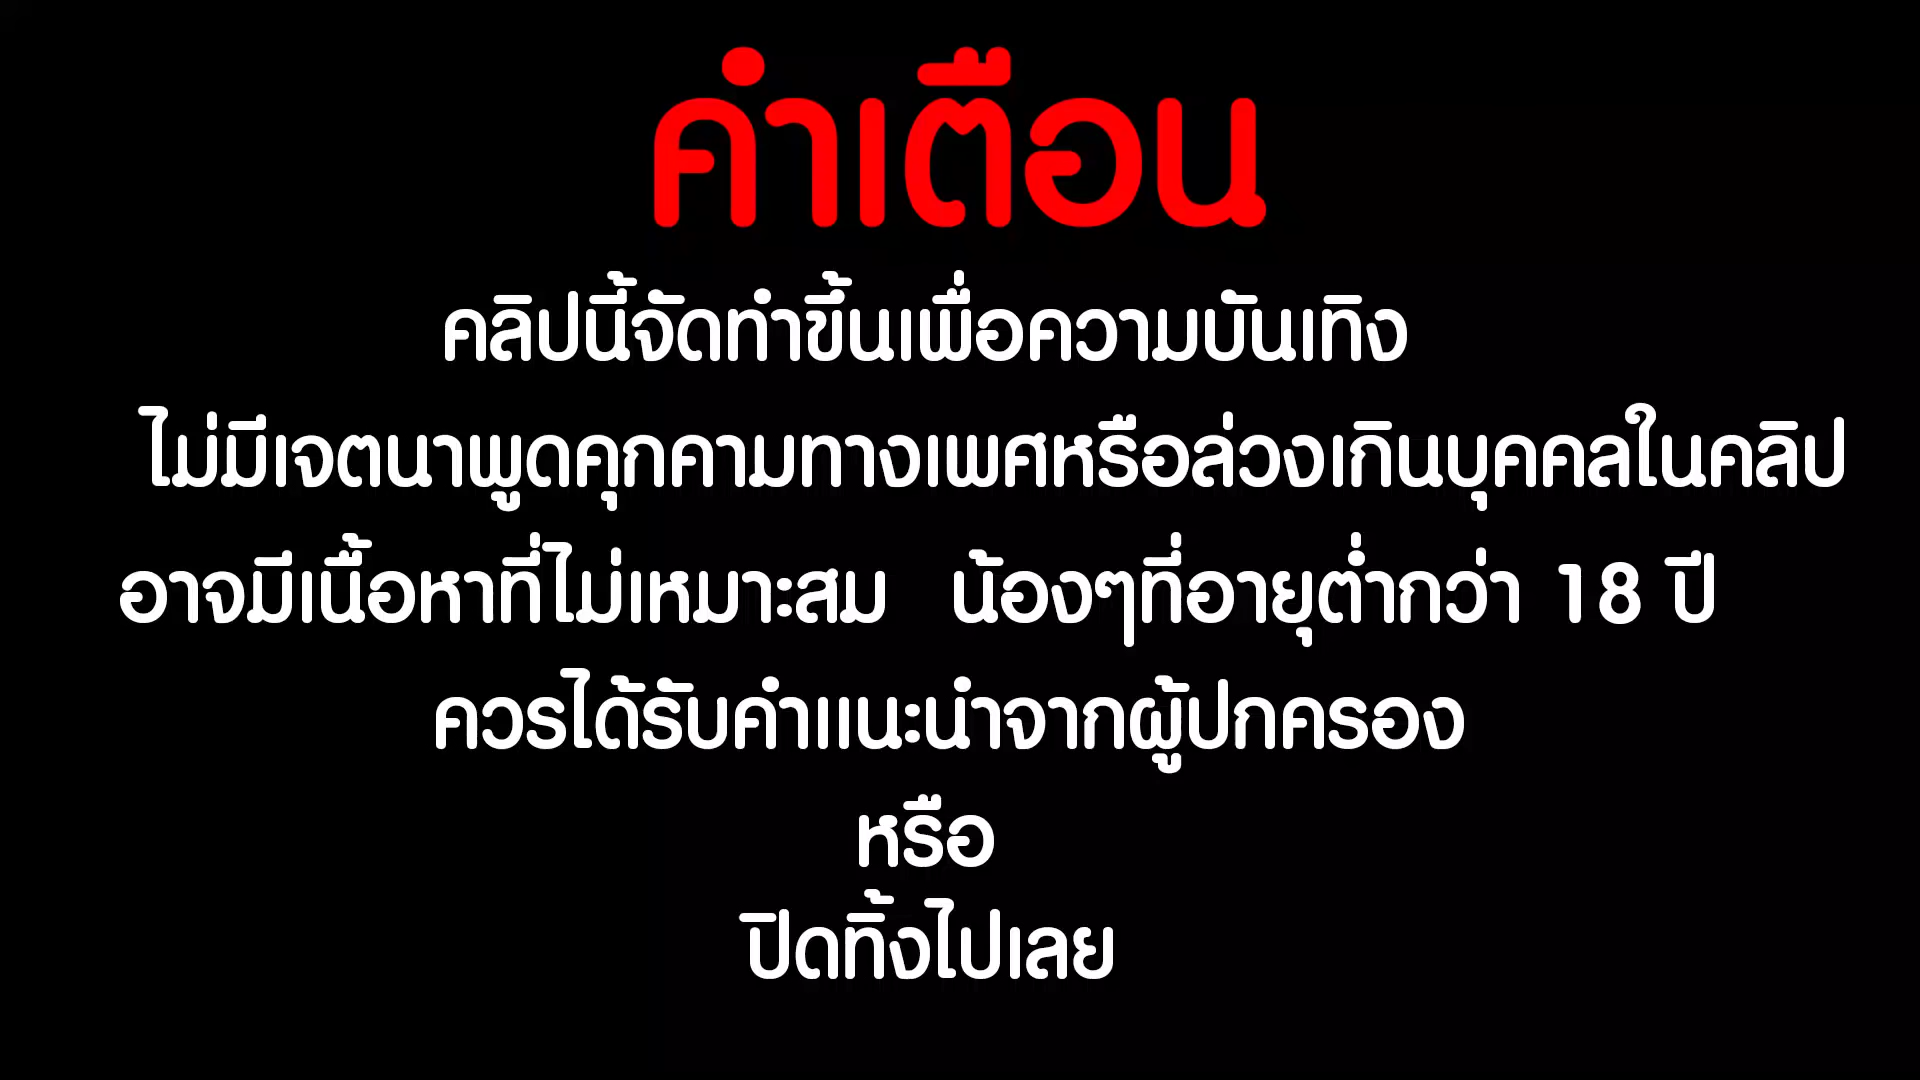 คำเตือน
คลิปนี้จัดทำขึ้นเพื่อความบันเทิง
ไม่มีเจตนาพูดคุกคามทางเพศหรือล่วงเกินบุคคลในคลิป
อาจมีเนื้อหาที่ไม่เหมาะสม น้องๆที่อายุต่ำกว่า 18 ปี
ควรได้รับคำแนะนำจากผู้ปกครอง
หรือ
ปิดทิ้งไปเลย